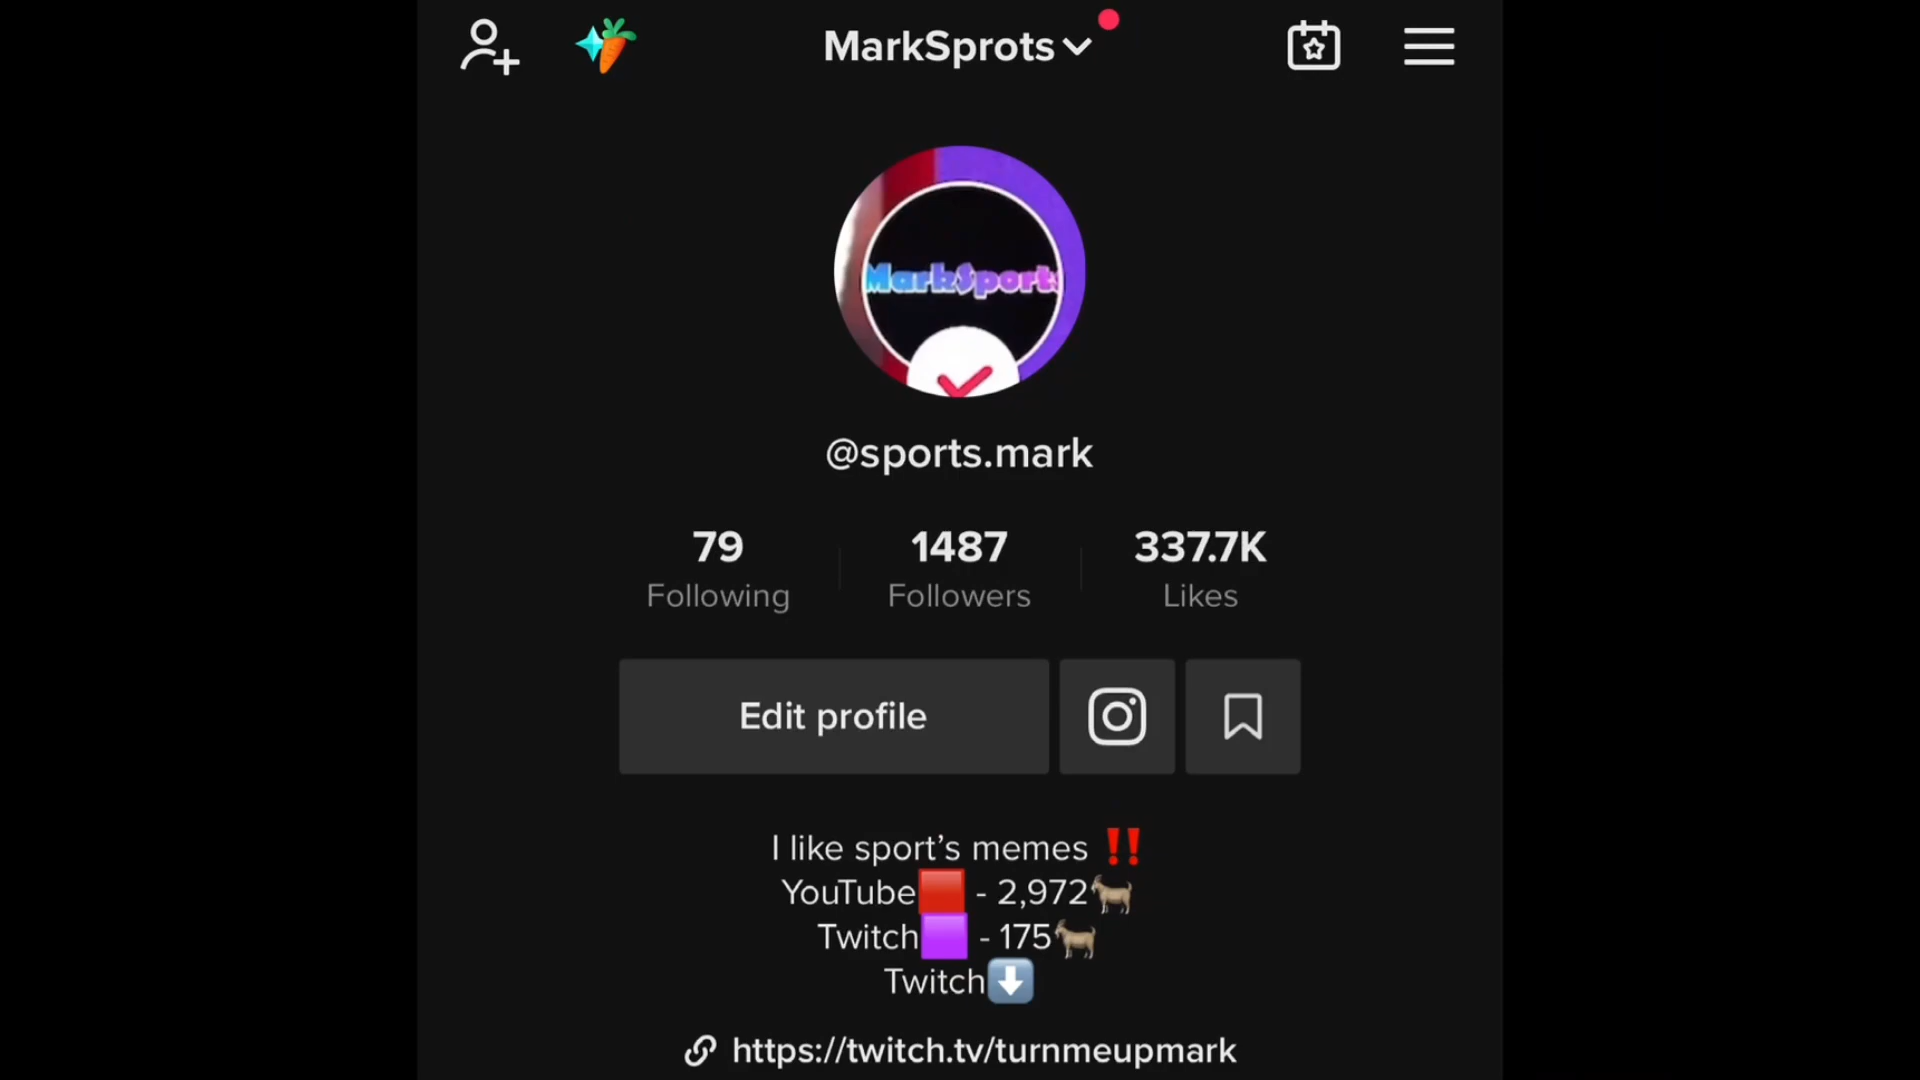 MarkSprots
MarkSports
@sports.mark
79 1487 337.7K
Following Followers Likes
Edit profile
I like sport’s memes ‼️
YouTube🟥 - 2,972🐐
Twitch🟪 - 175🐐
Twitch⬇️
https://twitch.tv/turnmeupmark